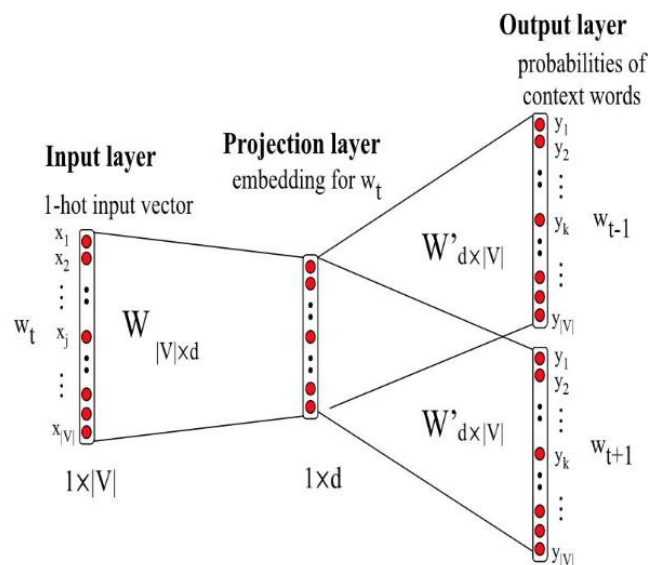 Output layer
probabilities of
context words
Input layer
1-hot input vector
Projection layer
embedding for wt
wt
x1
x2
⋮
xj
⋮
x|V|
W|V|×d
1×|V|
1×d
W'd×|V|
y1
y2
⋮
yk
⋮
y|V|
wt-1
W'd×|V|
y1
y2
⋮
yk
⋮
y|V|
wt+1